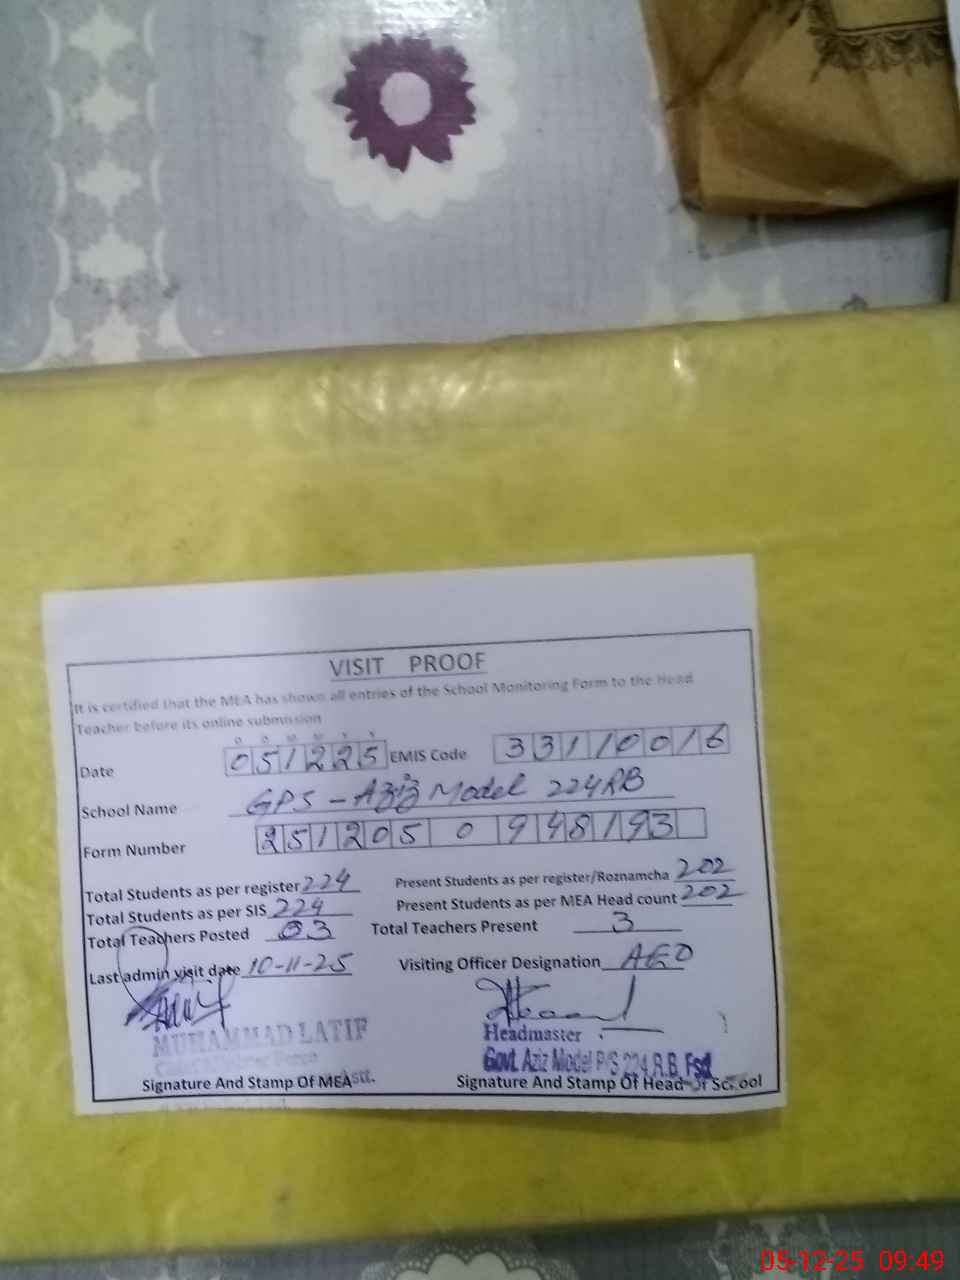 VISIT PROOF
It is certified that the MEA has shown all entries of the School Monitoring Form to the Head
Teacher before its online submission
D D M M Y Y
Date 051225 EMIS Code 33110016
School Name GPS - Aziz Model 224RB
Form Number 251205 0 948193
Total Students as per register 224 Present Students as per register/Roznamcha 202
Total Students as per SIS 224 Present Students as per MEA Head count 202
Total Teachers Posted 03 Total Teachers Present 3
Last admin visit date 10-11-25 Visiting Officer Designation AEO
MUHAMMAD LATIF Headmaster
Govt. Aziz Model P/S 224 R.B. Fsd
Signature And Stamp Of MEA Signature And Stamp Of Head Of School
05-12-25 09:49